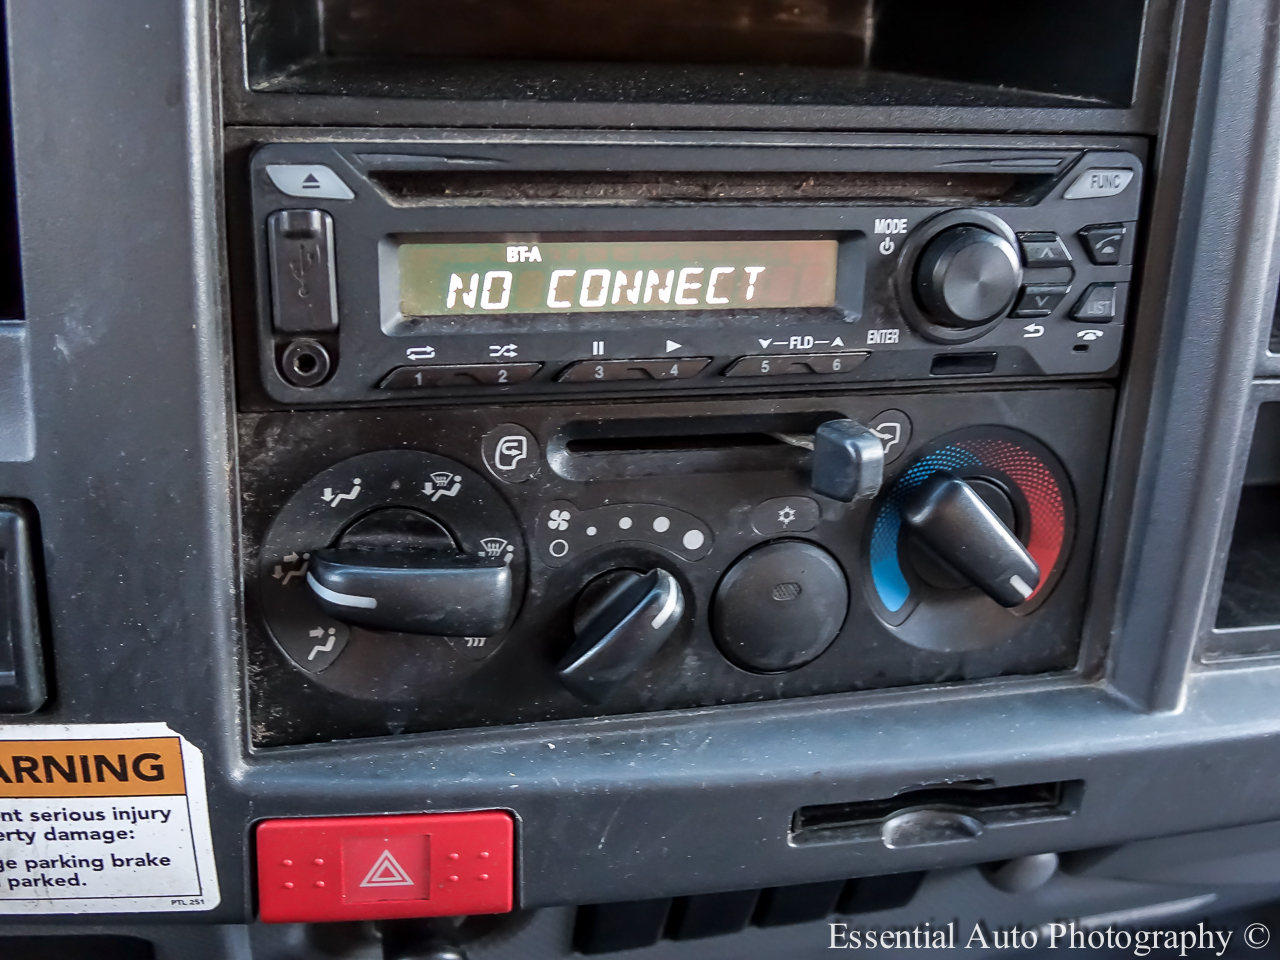 FUNC
MODE
BT-A
NO CONNECT
LIST
ENTER
FLD
1 2 3 4 5 6
WARNING
nt serious injury
erty damage:
ge parking brake
parked.
PTL 251
Essential Auto Photography ©